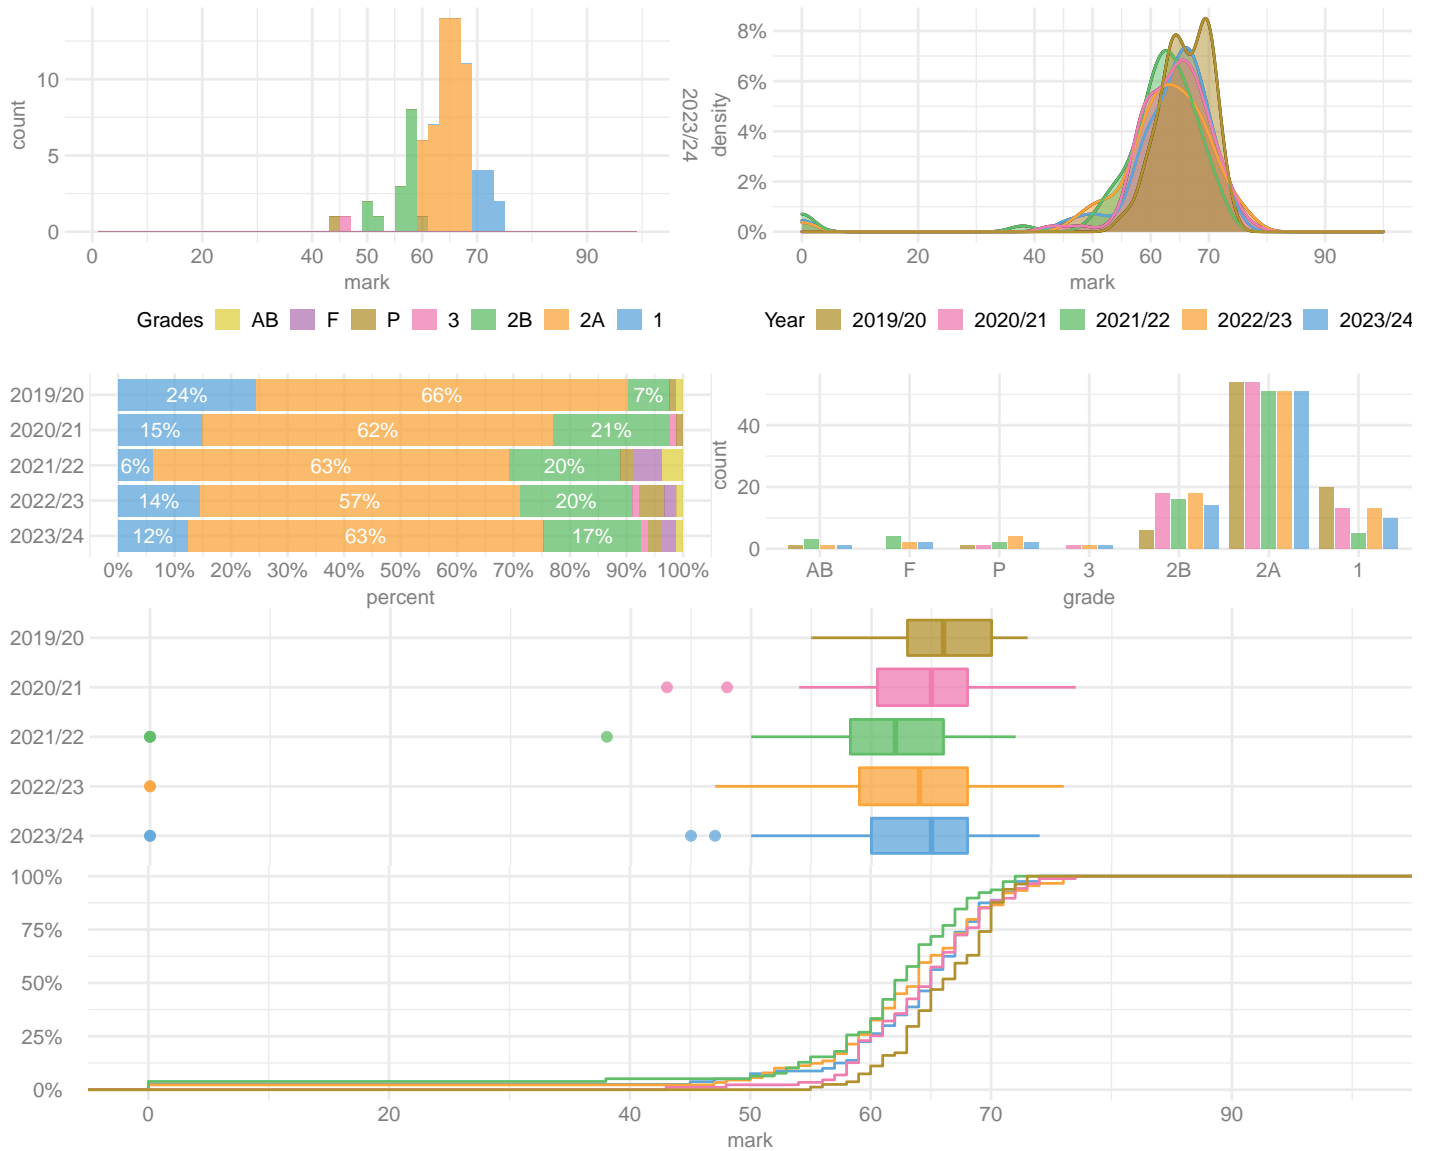 count
10
5
0
0 20 40 50 60 70 90
mark
2023/24
density
8%
6%
4%
2%
0%
0 20 40 50 60 70 90
mark
Grades AB F P 3 2B 2A 1
Year 2019/20 2020/21 2021/22 2022/23 2023/24
2019/20 24% 66% 7%
2020/21 15% 62% 21%
2021/22 6% 63% 20%
2022/23 14% 57% 20%
2023/24 12% 63% 17%
0% 10% 20% 30% 40% 50% 60% 70% 80% 90% 100%
percent
count
40
20
0
AB F P 3 2B 2A 1
grade
2019/20
2020/21
2021/22
2022/23
2023/24
100%
75%
50%
25%
0%
0 20 40 50 60 70 90
mark